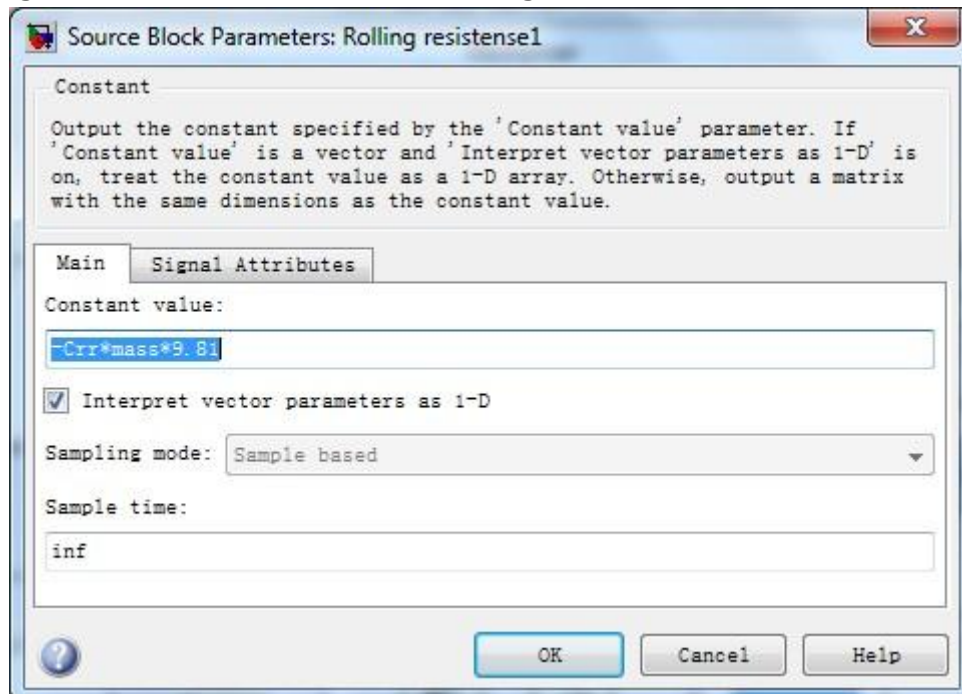 Source Block Parameters: Rolling resistense1
Constant
Output the constant specified by the 'Constant value' parameter. If
'Constant value' is a vector and 'Interpret vector parameters as 1-D' is
on, treat the constant value as a 1-D array. Otherwise, output a matrix
with the same dimensions as the constant value.
Main Signal Attributes
Constant value:
-Crr*mass*9.81
Interpret vector parameters as 1-D
Sampling mode: Sample based
Sample time:
inf
OK Cancel Help